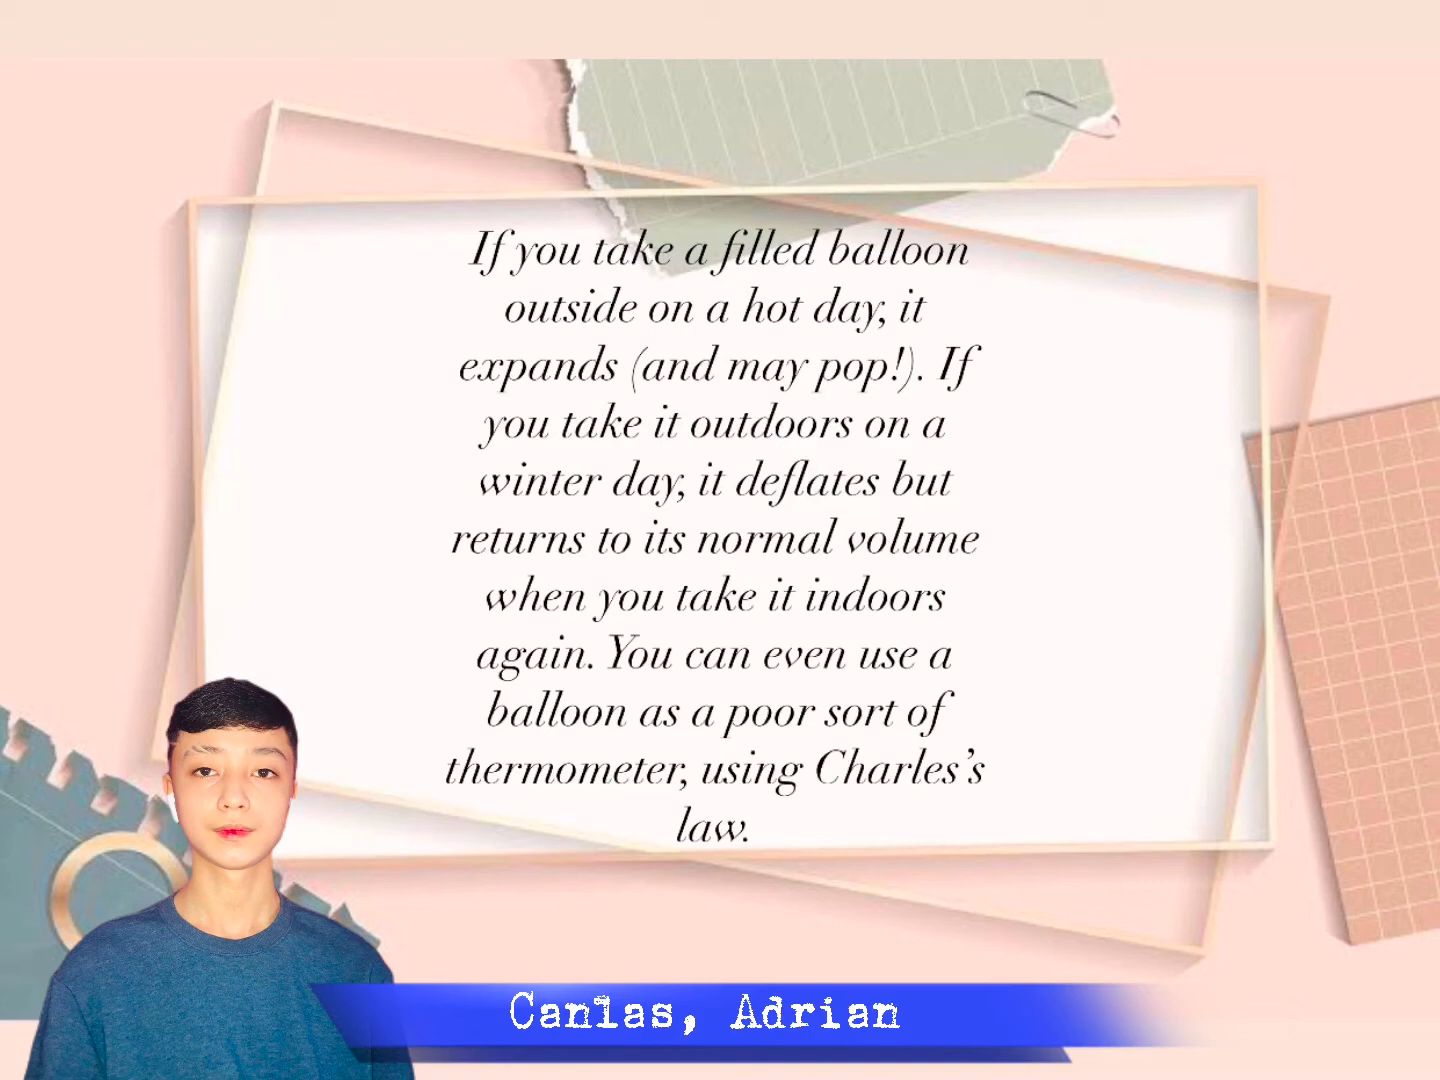 If you take a filled balloon
outside on a hot day, it
expands (and may pop!). If
you take it outdoors on a
winter day, it deflates but
returns to its normal volume
when you take it indoors
again. You can even use a
balloon as a poor sort of
thermometer, using Charles’s
law.
Canlas, Adrian